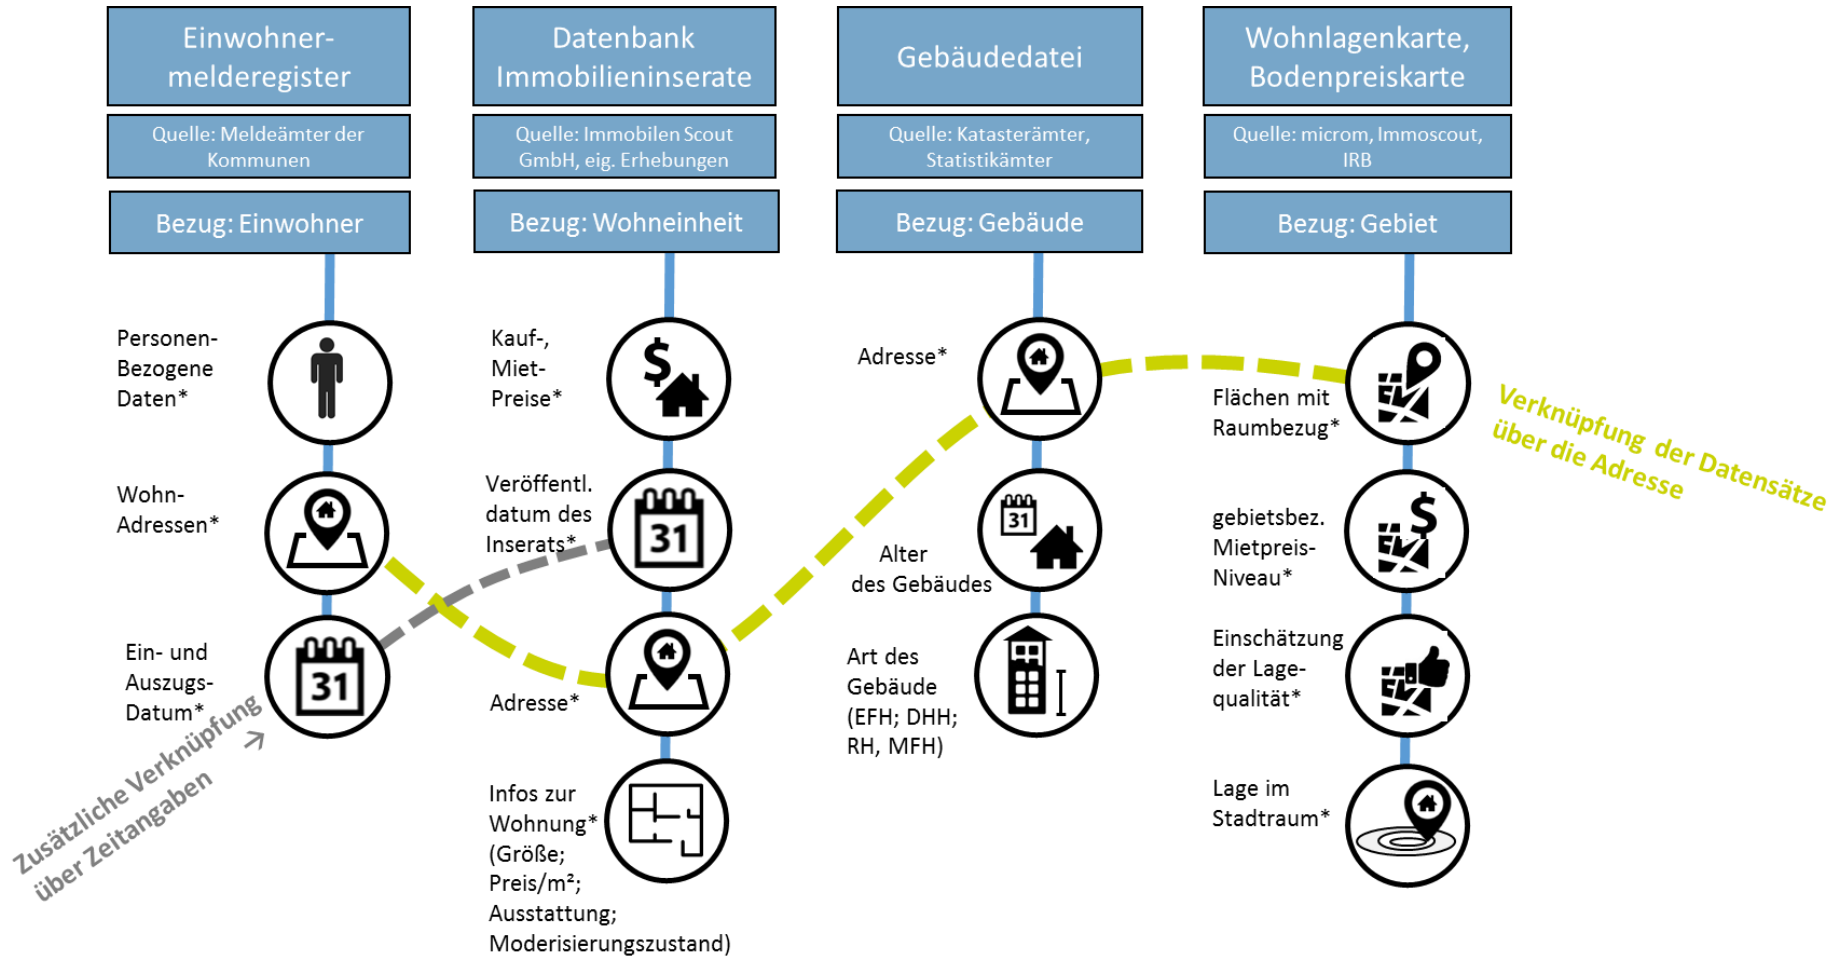 Einwohner-
melderegister
Quelle: Meldeämter der
Kommunen
Bezug: Einwohner
Personen-
Bezogene
Daten*
Wohn-
Adressen*
Ein- und
Auszugs-
Datum*
Zusätzliche Verknüpfung
über Zeitangaben
Datenbank
Immobilieninserate
Quelle: Immobilen Scout
GmbH, eig. Erhebungen
Bezug: Wohneinheit
Kauf-,
Miet-
Preise*
$
Veröffentl.
datum des
Inserats*
31
31
Adresse*
Infos zur
Wohnung*
(Größe;
Preis/m²;
Ausstattung;
Moderisierungszustand)
Gebäudedatei
Quelle: Katasterämter,
Statistikämter
Bezug: Gebäude
Adresse*
31
Alter
des Gebäudes
Art des
Gebäude
(EFH; DHH;
RH, MFH)
Wohnlagenkarte,
Bodenpreiskarte
Quelle: microm, Immoscout,
IRB
Bezug: Gebiet
Flächen mit
Raumbezug*
gebietsbez.
Mietpreis-
Niveau*
$
Einschätzung
der Lage-
qualität*
Lage im
Stadtraum*
Verknüpfung der Datensätze
über die Adresse